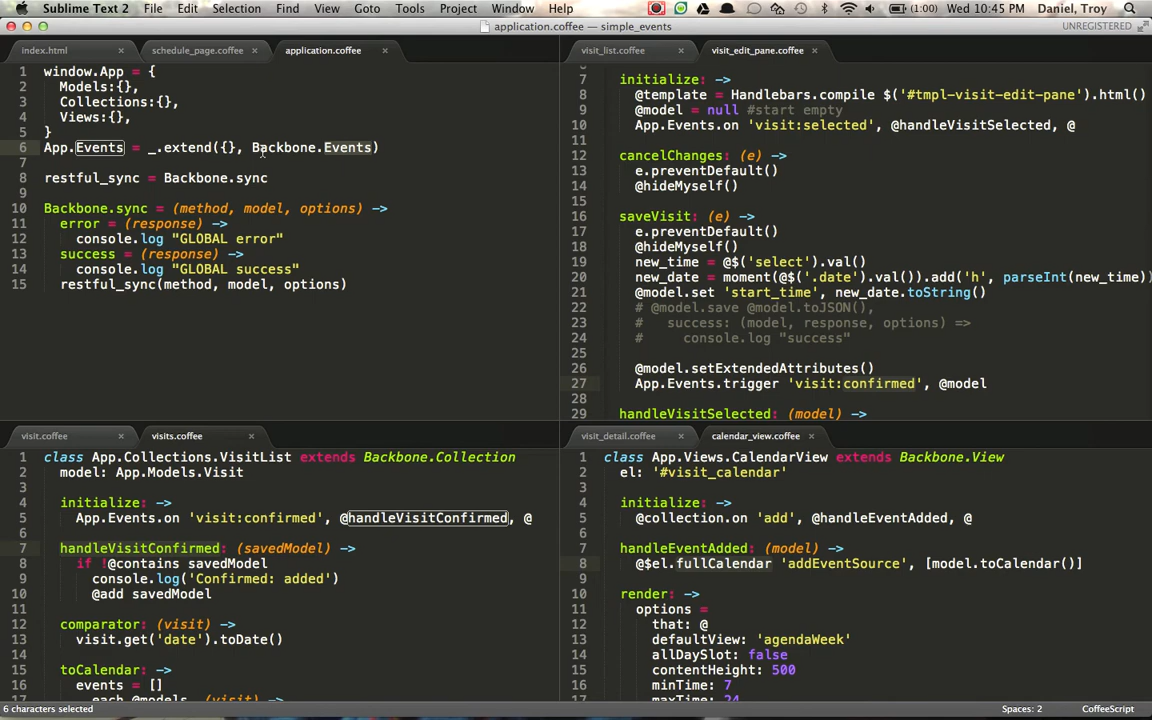 Sublime Text 2 File Edit Selection Find View Goto Tools Project Window Help (1:00) Wed 10:45 PM Daniel, Troy
application.coffee — simple_events UNREGISTERED
index.html schedule_page.coffee application.coffee
1 window.App = {
2 Models:{},
3 Collections:{},
4 Views:{},
5 }
6 App.Events = _.extend({}, Backbone.Events)
7
8 restful_sync = Backbone.sync
9
10 Backbone.sync = (method, model, options) ->
11 error = (response) ->
12 console.log "GLOBAL error"
13 success = (response) ->
14 console.log "GLOBAL success"
15 restful_sync(method, model, options)
visit_list.coffee visit_edit_pane.coffee
7 initialize: ->
8 @template = Handlebars.compile $('#tmpl-visit-edit-pane').html()
9 @model = null #start empty
10 App.Events.on 'visit:selected', @handleVisitSelected, @
11
12 cancelChanges: (e) ->
13 e.preventDefault()
14 @hideMyself()
15
16 saveVisit: (e) ->
17 e.preventDefault()
18 @hideMyself()
19 new_time = @$('select').val()
20 new_date = moment(@$('.date').val()).add('h', parseInt(new_time))
21 @model.set 'start_time', new_date.toString()
22 # @model.save @model.toJSON(),
23 # success: (model, response, options) =>
24 # console.log "success"
25
26 @model.setExtendedAttributes()
27 App.Events.trigger 'visit:confirmed', @model
28
29 handleVisitSelected: (model) ->
visit.coffee visits.coffee
1 class App.Collections.VisitList extends Backbone.Collection
2 model: App.Models.Visit
3
4 initialize: ->
5 App.Events.on 'visit:confirmed', @handleVisitConfirmed, @
6
7 handleVisitConfirmed: (savedModel) ->
8 if !@contains savedModel
9 console.log('Confirmed: added')
10 @add savedModel
11
12 comparator: (visit) ->
13 visit.get('date').toDate()
14
15 toCalendar: ->
16 events = []
17 each @models (visit) ->
visit_detail.coffee calendar_view.coffee
1 class App.Views.CalendarView extends Backbone.View
2 el: '#visit_calendar'
3
4 initialize: ->
5 @collection.on 'add', @handleEventAdded, @
6
7 handleEventAdded: (model) ->
8 @$el.fullCalendar 'addEventSource', [model.toCalendar()]
9
10 render: ->
11 options =
12 that: @
13 defaultView: 'agendaWeek'
14 allDaySlot: false
15 contentHeight: 500
16 minTime: 7
17 maxTime: 24
6 characters selected Spaces: 2 CoffeeScript